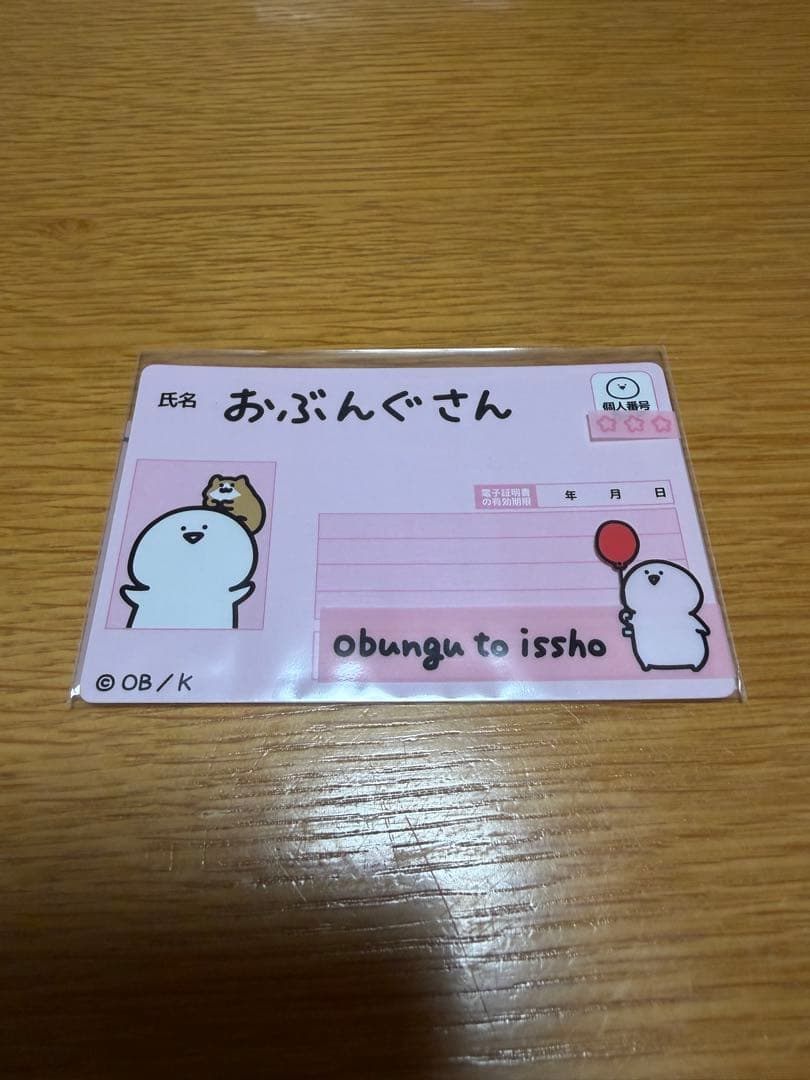 氏名 おぶんぐさん
個人番号
電子証明書
の有効期限
年 月 日
obungu to issho
© OB / K